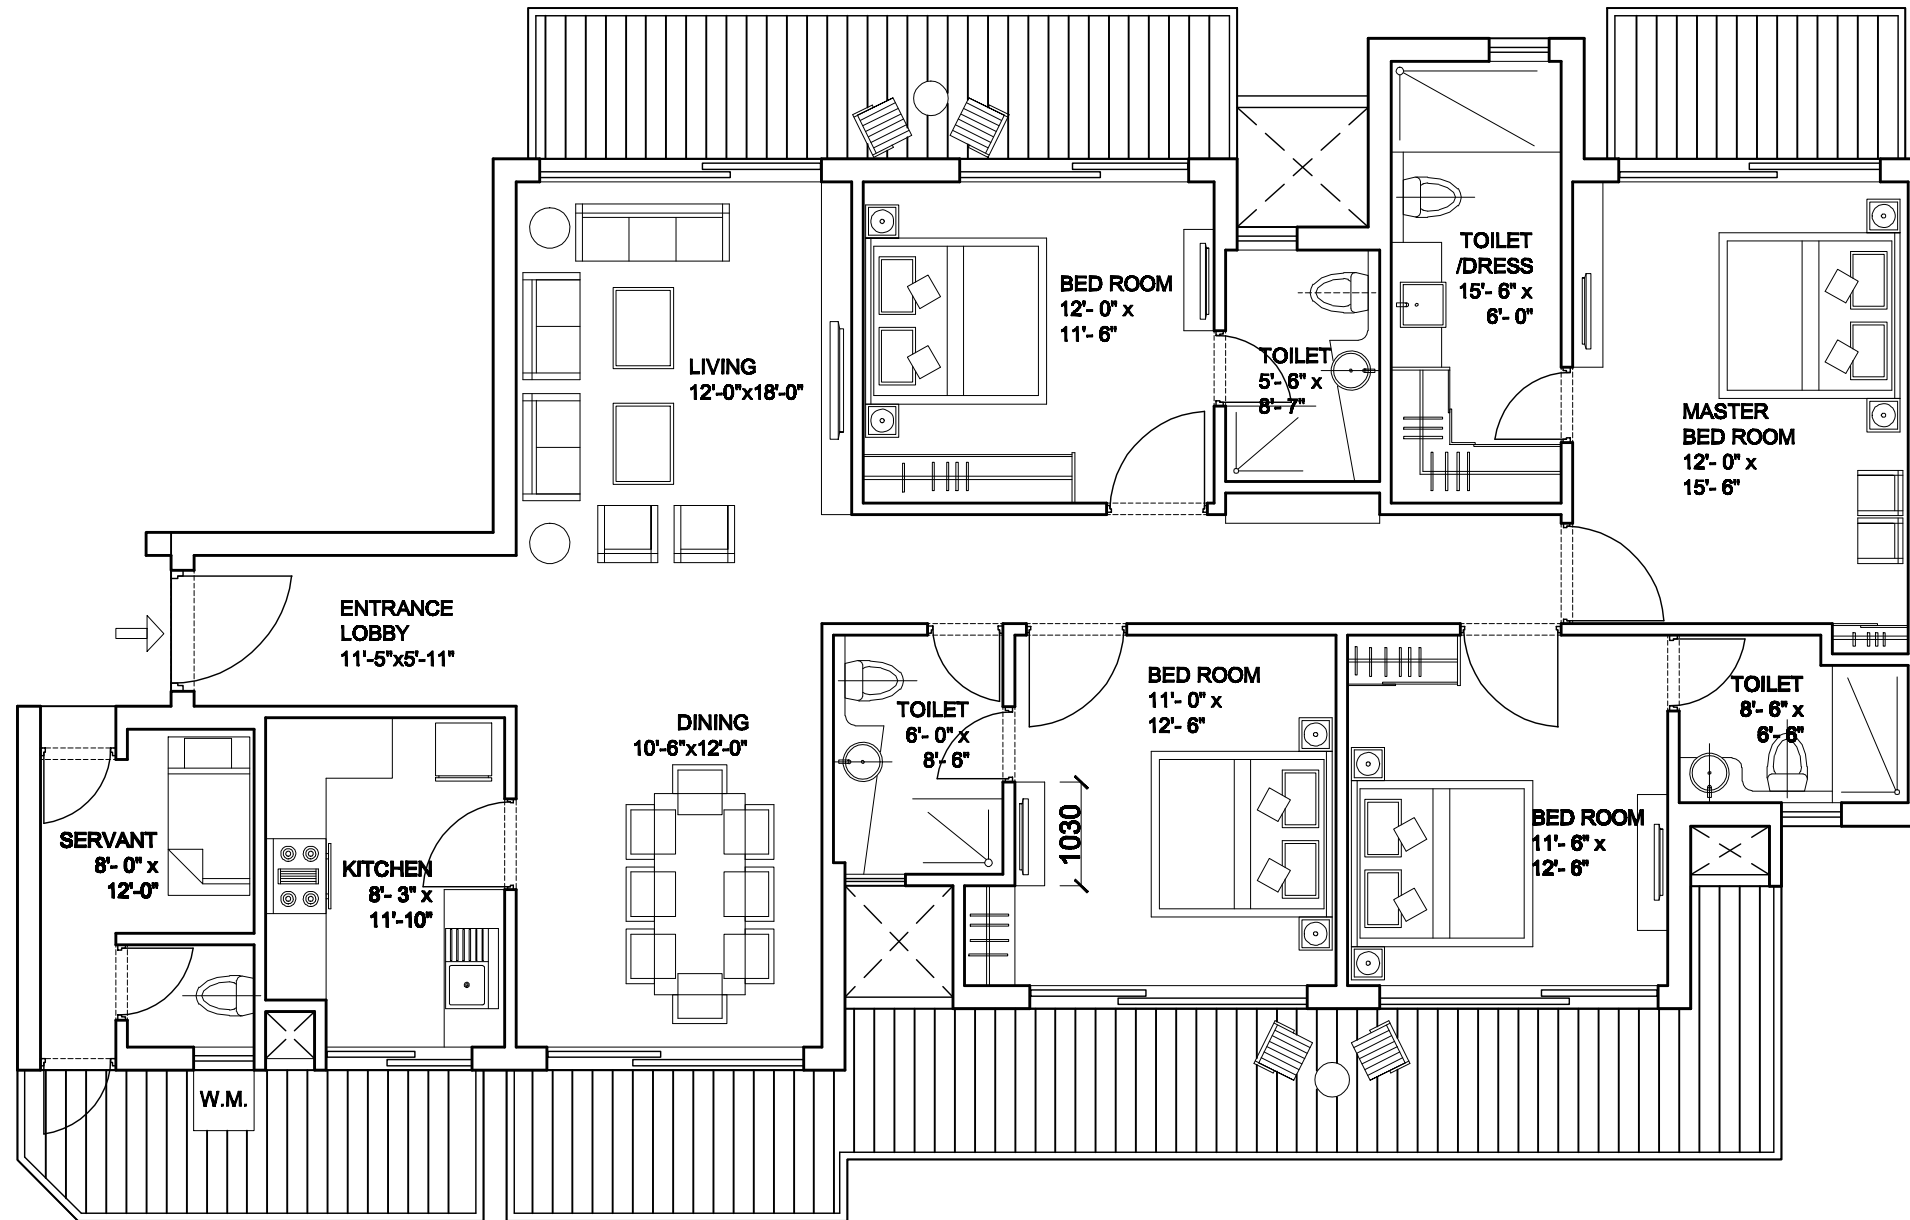 TOILET
/DRESS
15'- 6" x
6'- 0"
BED ROOM
12'- 0" x
11'- 6"
TOILET
5'- 6" x
8'- 7"
LIVING
12'-0"x18'-0"
MASTER
BED ROOM
12'- 0" x
15'- 6"
ENTRANCE
LOBBY
11'-5"x5'-11"
DINING
10'-6"x12'-0"
TOILET
6'- 0" x
8'- 6"
BED ROOM
11'- 0" x
12'- 6"
TOILET
8'- 6" x
6'- 6"
SERVANT
8'- 0" x
12'-0"
KITCHEN
8'- 3" x
11'-10"
1030
BED ROOM
11'- 6" x
12'- 6"
W.M.